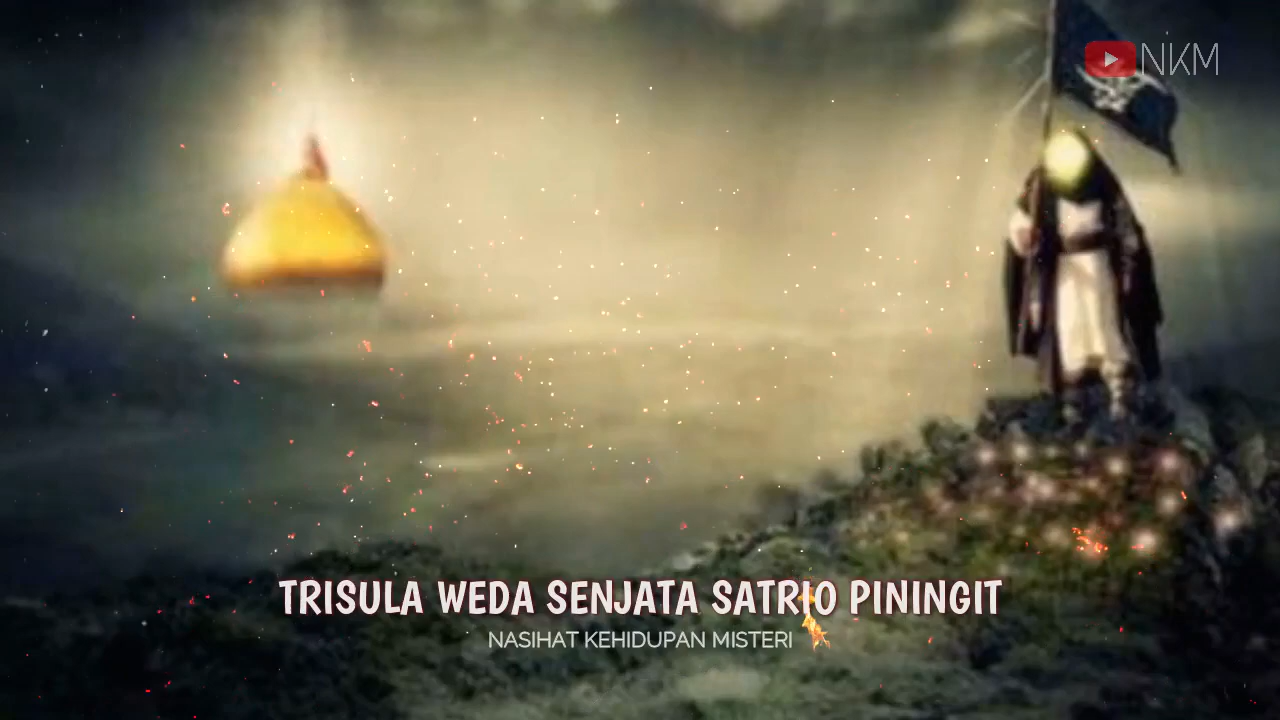 NKM
TRISULA WEDA SENJATA SATRIO PININGIT
NASIHAT KEHIDUPAN MISTERI